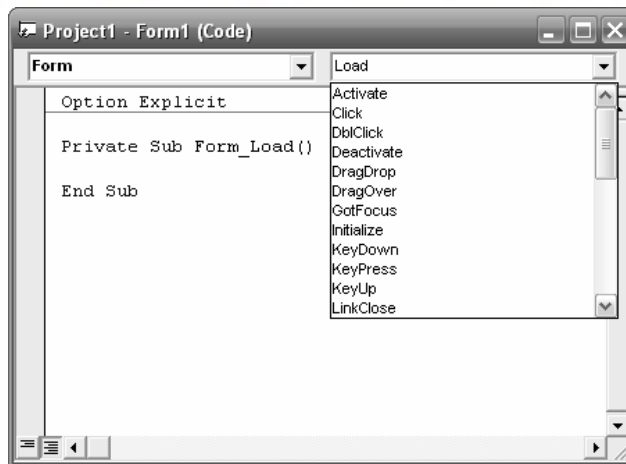 Project1 - Form1 (Code)
Form
Load
Option Explicit
Private Sub Form_Load()
End Sub
Activate
Click
DblClick
Deactivate
DragDrop
DragOver
GotFocus
Initialize
KeyDown
KeyPress
KeyUp
LinkClose